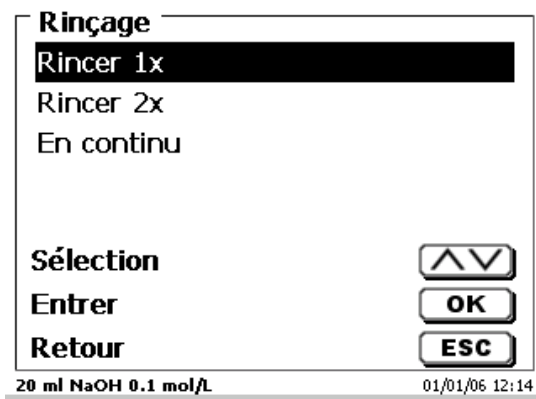 Rinçage
Rincer 1x
Rincer 2x
En continu
Sélection
Entrer OK
Retour ESC
20 ml NaOH 0.1 mol/L 01/01/06 12:14